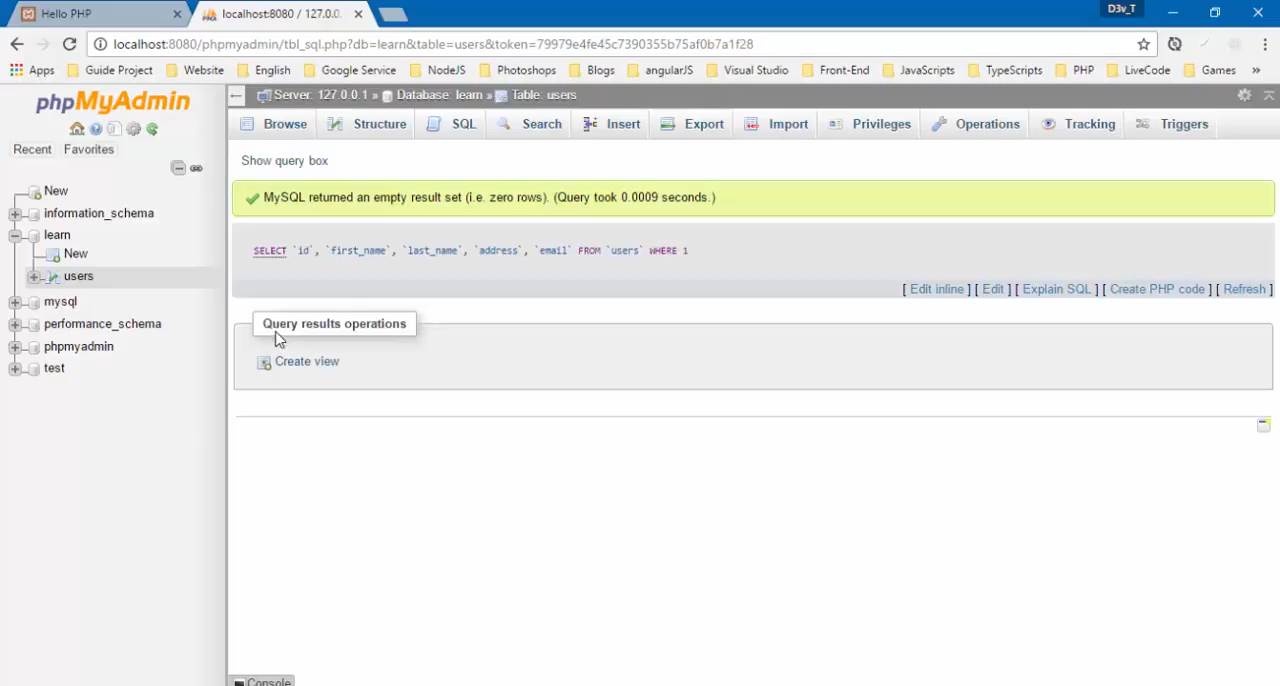 Hello PHP
localhost:8080 / 127.0.0.
D3v_T
localhost:8080/phpmyadmin/tbl_sql.php?db=learn&table=users&token=79979e4fe45c7390355b75af0b7a1f28
Apps Guide Project Website English Google Service NodeJS Photoshops Blogs angularJS Visual Studio Front-End JavaScripts TypeScripts PHP LiveCode Games »
phpMyAdmin
Recent Favorites
New
information_schema
learn
New
users
mysql
performance_schema
phpmyadmin
test
Server: 127.0.0.1 » Database: learn » Table: users
Browse Structure SQL Search Insert Export Import Privileges Operations Tracking Triggers
Show query box
MySQL returned an empty result set (i.e. zero rows). (Query took 0.0009 seconds.)
SELECT `id`, `first_name`, `last_name`, `address`, `email` FROM `users` WHERE 1
[ Edit inline ] [ Edit ] [ Explain SQL ] [ Create PHP code ] [ Refresh ]
Query results operations
Create view
Console